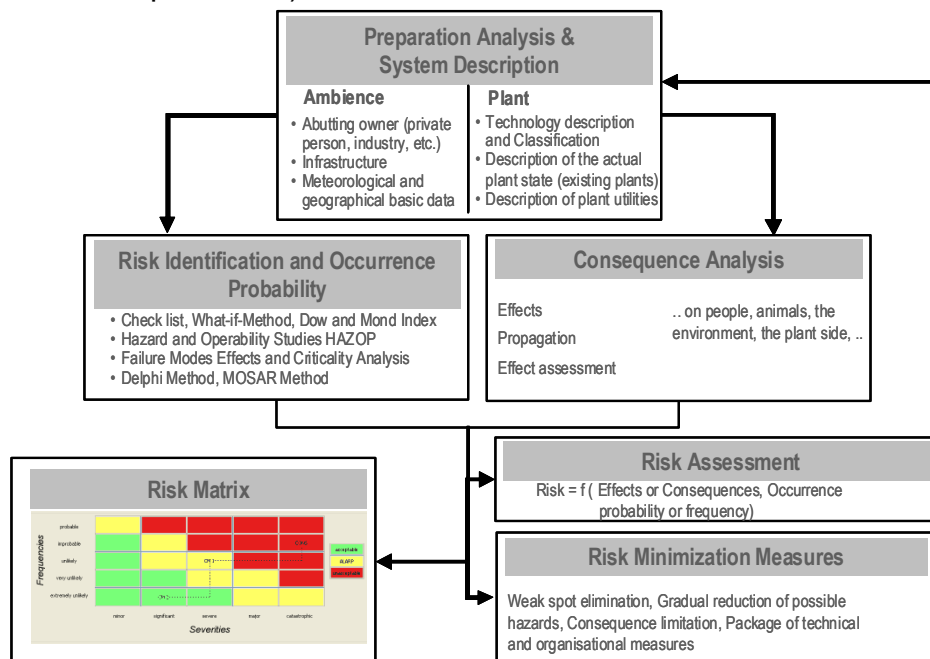 Preparation Analysis &
System Description
Ambience
• Abutting owner (private
person, industry, etc.)
• Infrastructure
• Meteorological and
geographical basic data
Plant
• Technology description
and Classification
• Description of the actual
plant state (existing plants)
• Description of plant utilities
Risk Identification and Occurrence
Probability
• Check list, What-if-Method, Dow and Mond Index
• Hazard and Operability Studies HAZOP
• Failure Modes Effects and Criticality Analysis
• Delphi Method, MOSAR Method
Consequence Analysis
Effects
Propagation
Effect assessment
.. on people, animals, the
environment, the plant side, ..
Risk Assessment
Risk = f ( Effects or Consequences, Occurrence
probability or frequency)
Risk Matrix
Frequencies
probable
improbable
unlikely
very unlikely
extremely unlikely
minor
significant
severe
major
catastrophic
Severities
acceptable
ALARP
Risk Minimization Measures
Weak spot elimination, Gradual reduction of possible
hazards, Consequence limitation, Package of technical
and organisational measures